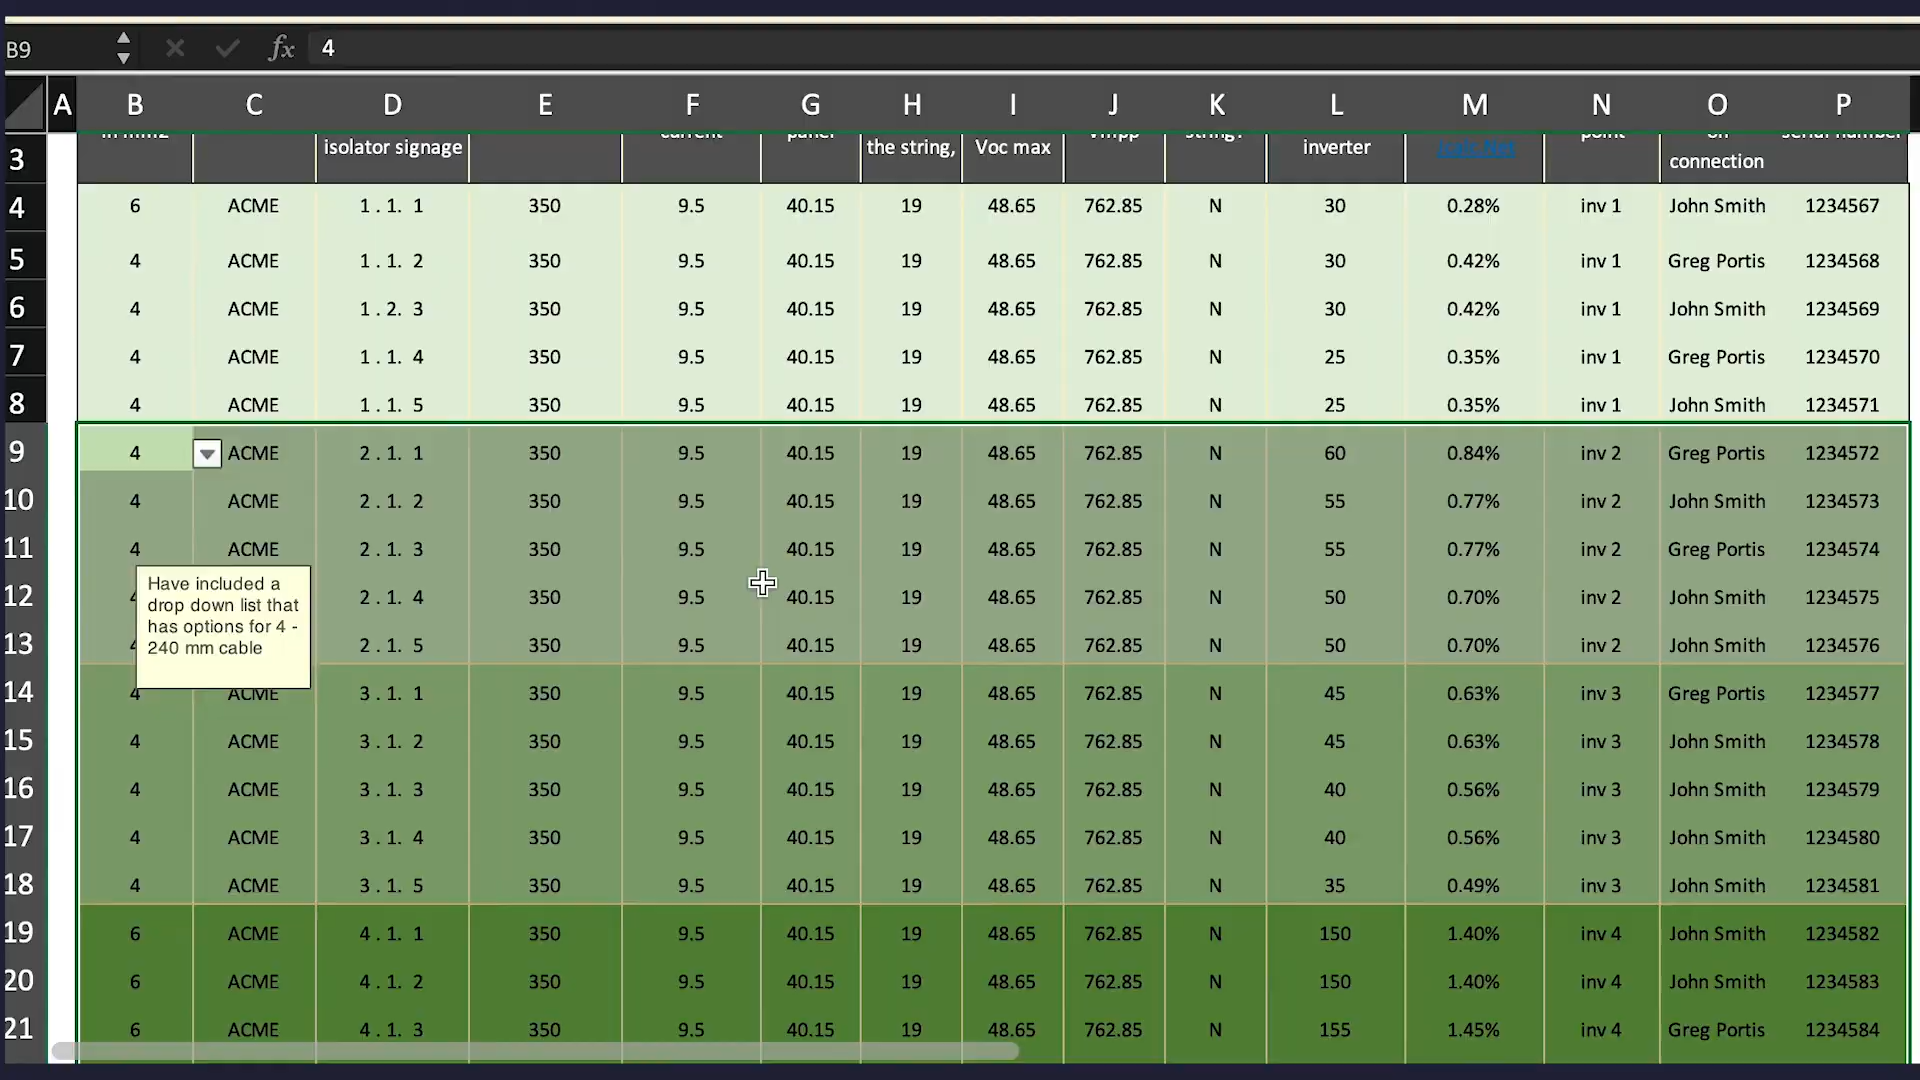 B9 fx 4
A B C D E F G H I J K L M N O P
in mm2 current panel Vmpp string? point on serial number
3 isolator signage the string, Voc max inverter jcalc.Net connection
4 6 ACME 1 . 1. 1 350 9.5 40.15 19 48.65 762.85 N 30 0.28% inv 1 John Smith 1234567
5 4 ACME 1 . 1. 2 350 9.5 40.15 19 48.65 762.85 N 30 0.42% inv 1 Greg Portis 1234568
6 4 ACME 1 . 2. 3 350 9.5 40.15 19 48.65 762.85 N 30 0.42% inv 1 John Smith 1234569
7 4 ACME 1 . 1. 4 350 9.5 40.15 19 48.65 762.85 N 25 0.35% inv 1 Greg Portis 1234570
8 4 ACME 1 . 1. 5 350 9.5 40.15 19 48.65 762.85 N 25 0.35% inv 1 John Smith 1234571
9 4 ACME 2 . 1. 1 350 9.5 40.15 19 48.65 762.85 N 60 0.84% inv 2 Greg Portis 1234572
10 4 ACME 2 . 1. 2 350 9.5 40.15 19 48.65 762.85 N 55 0.77% inv 2 John Smith 1234573
11 4 ACME 2 . 1. 3 350 9.5 40.15 19 48.65 762.85 N 55 0.77% inv 2 Greg Portis 1234574
Have included a
drop down list that
has options for 4 -
240 mm cable
12 4 2 . 1. 4 350 9.5 40.15 19 48.65 762.85 N 50 0.70% inv 2 John Smith 1234575
13 4 2 . 1. 5 350 9.5 40.15 19 48.65 762.85 N 50 0.70% inv 2 John Smith 1234576
14 4 ACME 3 . 1. 1 350 9.5 40.15 19 48.65 762.85 N 45 0.63% inv 3 Greg Portis 1234577
15 4 ACME 3 . 1. 2 350 9.5 40.15 19 48.65 762.85 N 45 0.63% inv 3 John Smith 1234578
16 4 ACME 3 . 1. 3 350 9.5 40.15 19 48.65 762.85 N 40 0.56% inv 3 John Smith 1234579
17 4 ACME 3 . 1. 4 350 9.5 40.15 19 48.65 762.85 N 40 0.56% inv 3 John Smith 1234580
18 4 ACME 3 . 1. 5 350 9.5 40.15 19 48.65 762.85 N 35 0.49% inv 3 John Smith 1234581
19 6 ACME 4 . 1. 1 350 9.5 40.15 19 48.65 762.85 N 150 1.40% inv 4 John Smith 1234582
20 6 ACME 4 . 1. 2 350 9.5 40.15 19 48.65 762.85 N 150 1.40% inv 4 John Smith 1234583
21 6 ACME 4 . 1. 3 350 9.5 40.15 19 48.65 762.85 N 155 1.45% inv 4 Greg Portis 1234584